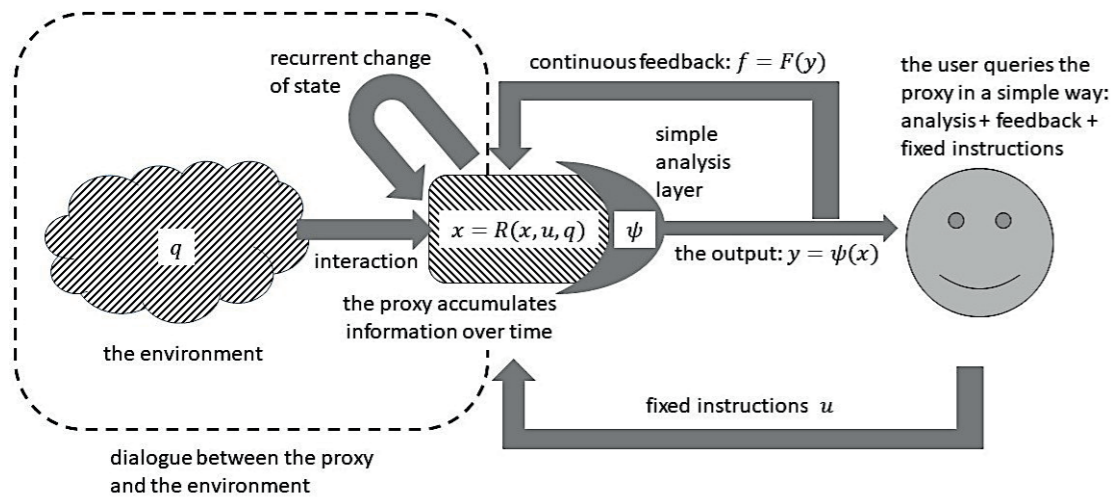 recurrent change
of state
continuous feedback: f = F(y)
the user queries the
proxy in a simple way:
analysis + feedback +
fixed instructions
simple
analysis
layer
q
interaction
x = R(x, u, q)
ψ
the output: y = ψ(x)
the proxy accumulates
information over time
the environment
fixed instructions u
dialogue between the proxy
and the environment